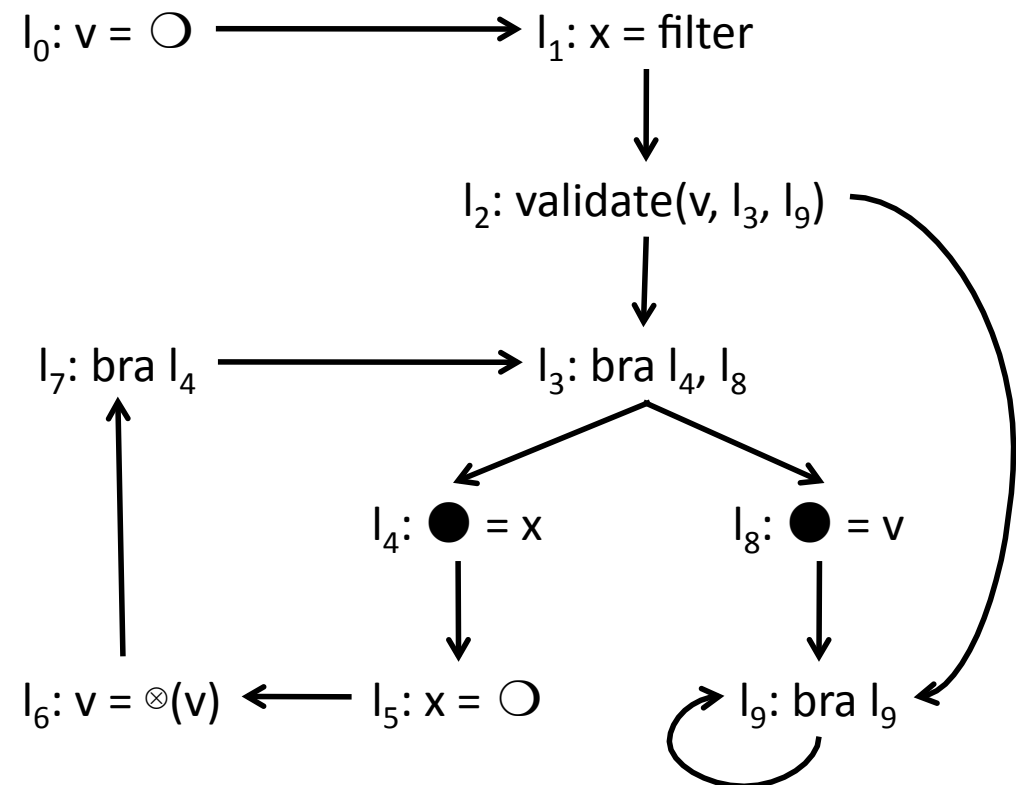 l₀: v = ○
l₁: x = filter
l₂: validate(v, l₃, l₉)
l₇: bra l₄
l₃: bra l₄, l₈
l₄: ● = x
l₈: ● = v
l₆: v = ⊗(v)
l₅: x = ○
l₉: bra l₉